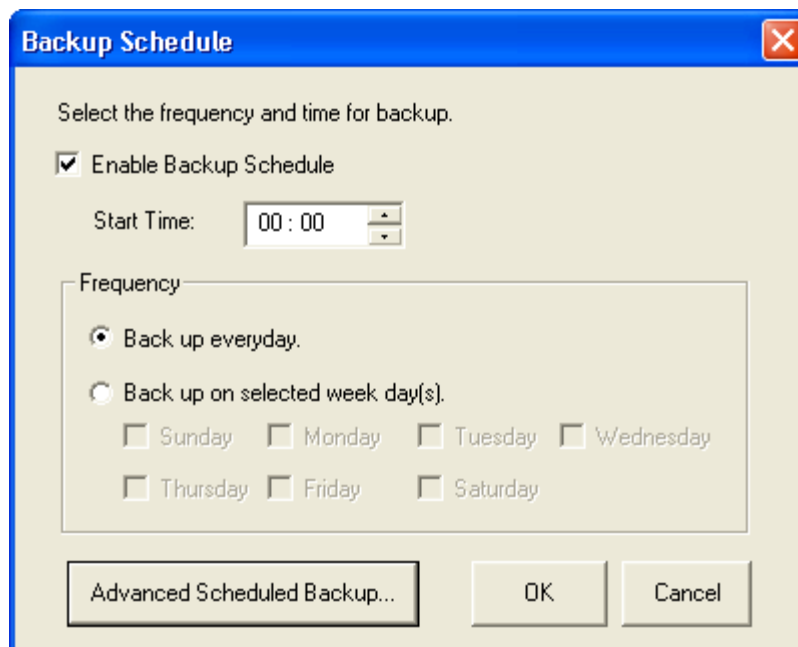 Backup Schedule
Select the frequency and time for backup.
Enable Backup Schedule
Start Time: 00 : 00
Frequency
Back up everyday.
Back up on selected week day(s).
Sunday Monday Tuesday Wednesday
Thursday Friday Saturday
Advanced Scheduled Backup... OK Cancel